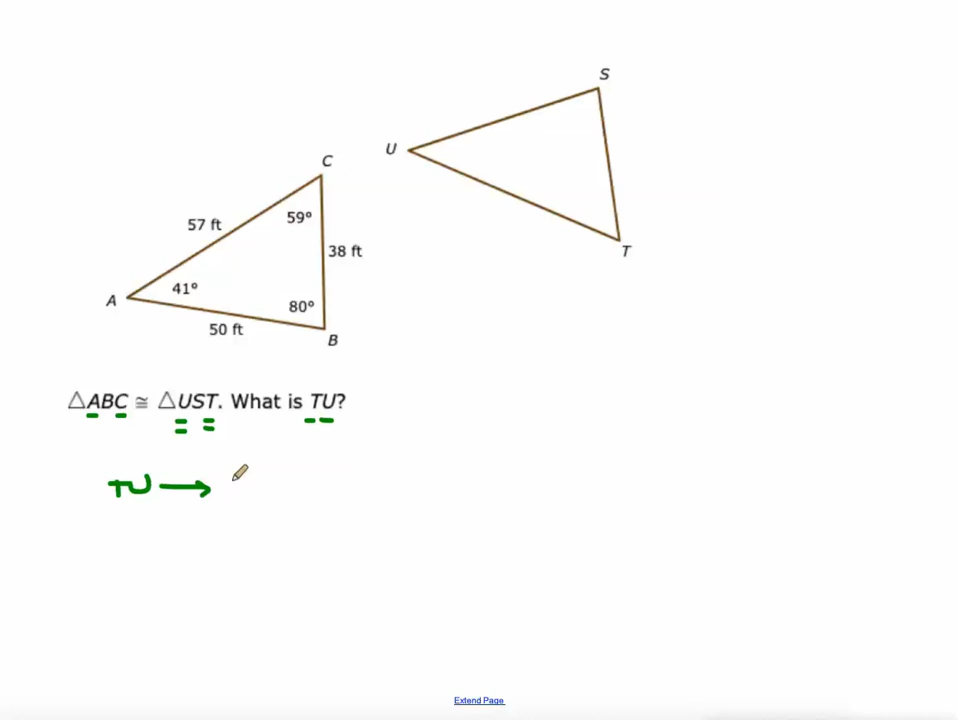 S
U
C
59°
57 ft
38 ft
T
41°
A
80°
50 ft
B
△ABC ≅ △UST. What is TU?
TU →
Extend Page